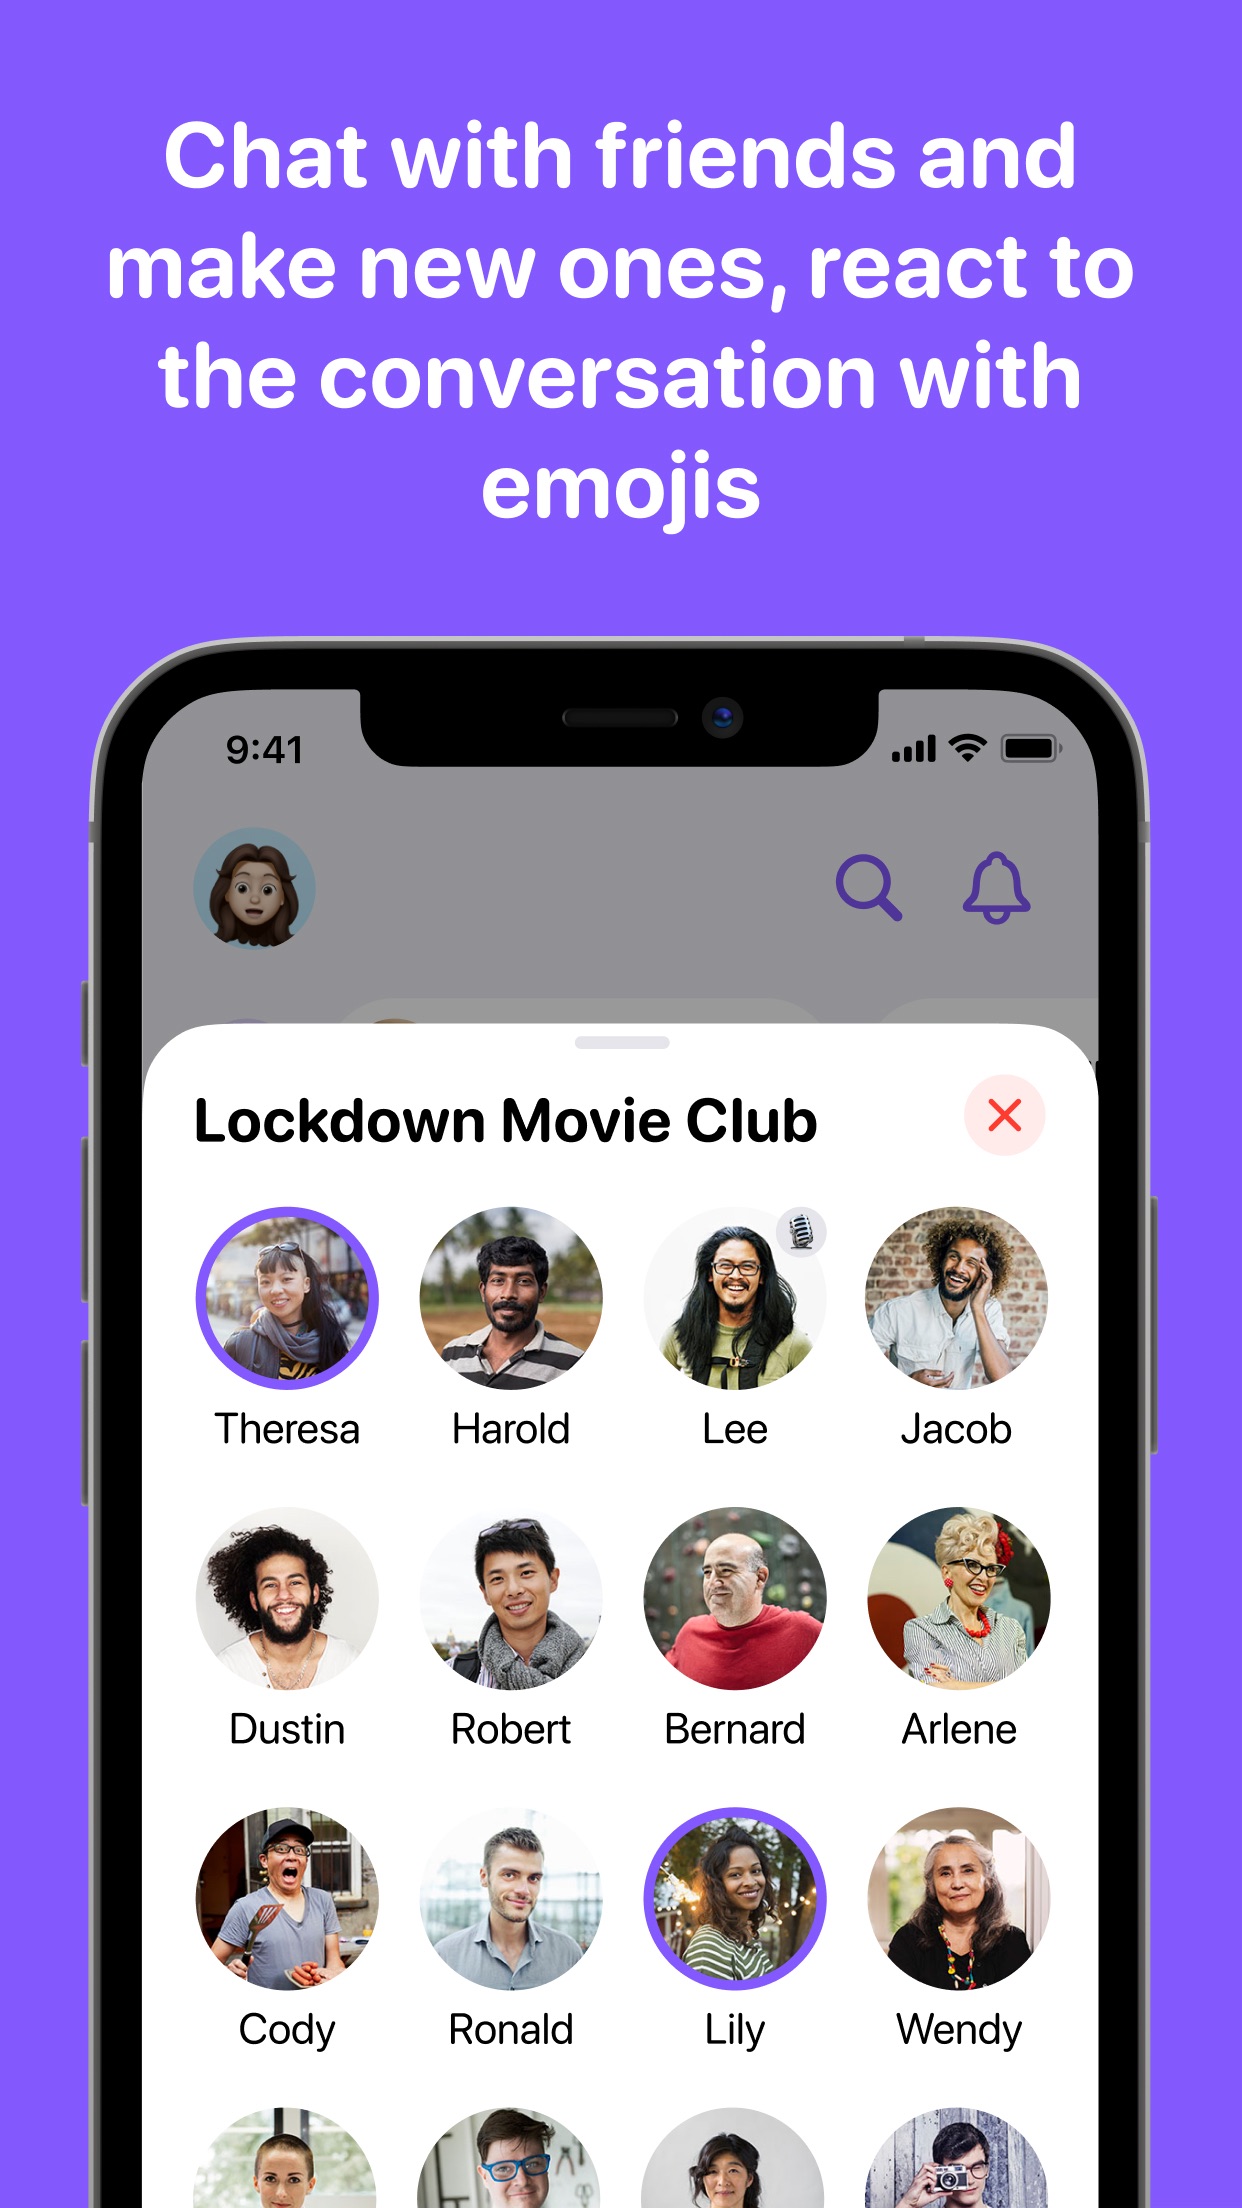 Chat with friends and
make new ones, react to
the conversation with
emojis
9:41
Lockdown Movie Club
Theresa
Harold
Lee
Jacob
Dustin
Robert
Bernard
Arlene
Cody
Ronald
Lily
Wendy